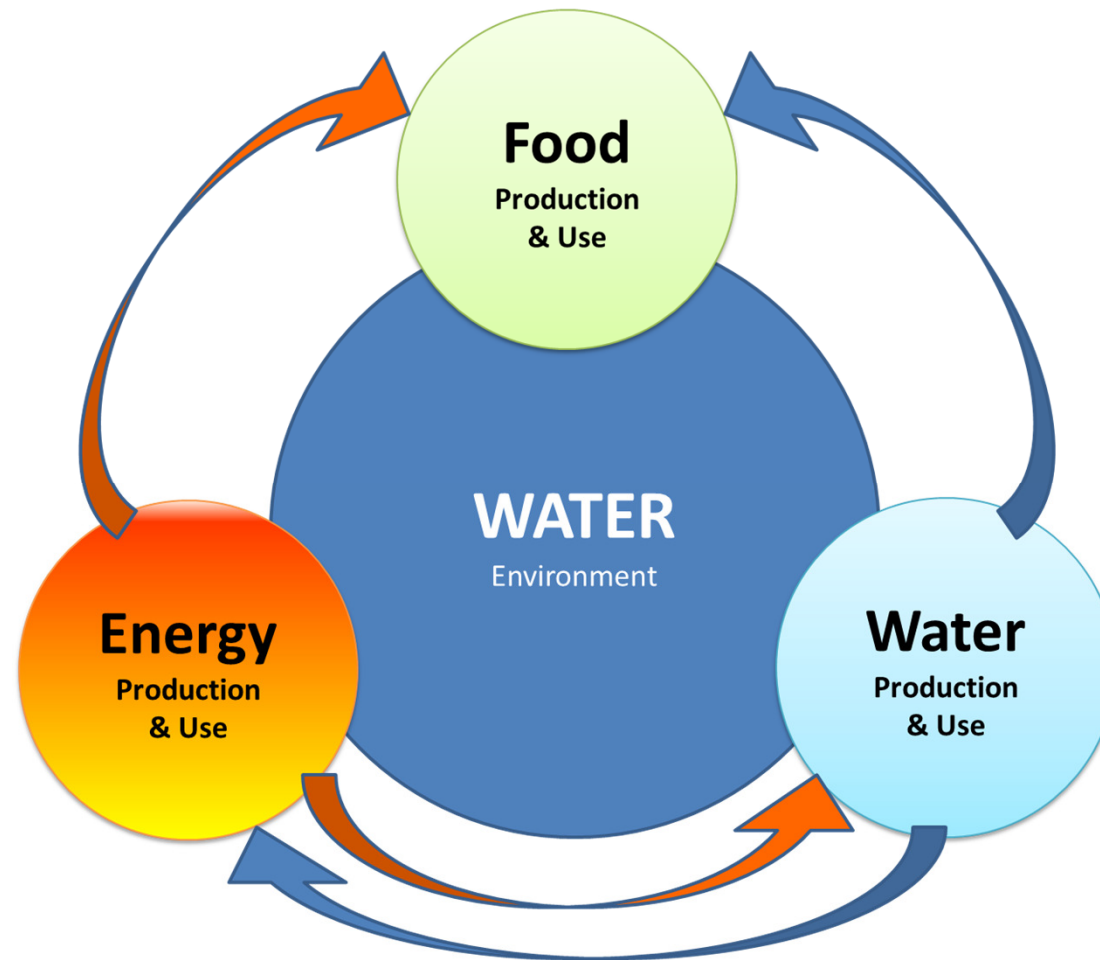 Food
Production
& Use
WATER
Environment
Energy
Production
& Use
Water
Production
& Use